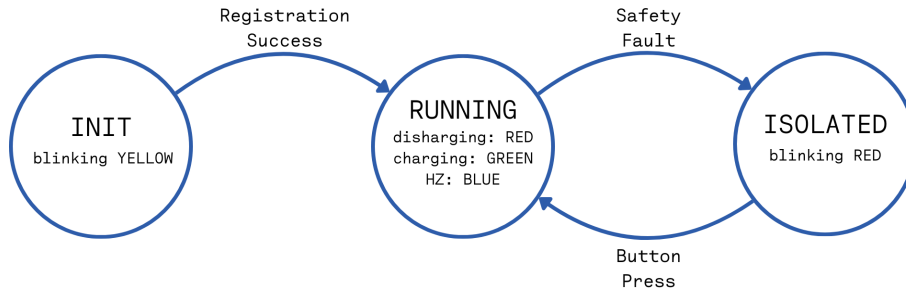 Registration
Success
Safety
Fault
INIT
blinking YELLOW
RUNNING
disharging: RED
charging: GREEN
HZ: BLUE
ISOLATED
blinking RED
Button
Press